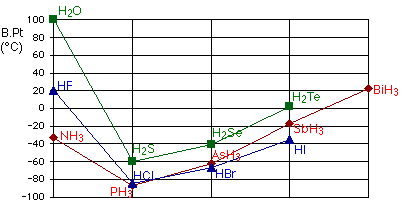 B.Pt
(°C)
100
80
60
40
20
0
-20
-40
-60
-80
-100
H₂O
HF
NH₃
H₂S
HCl
PH₃
H₂Se
AsH₃
HBr
H₂Te
SbH₃
HI
BiH₃